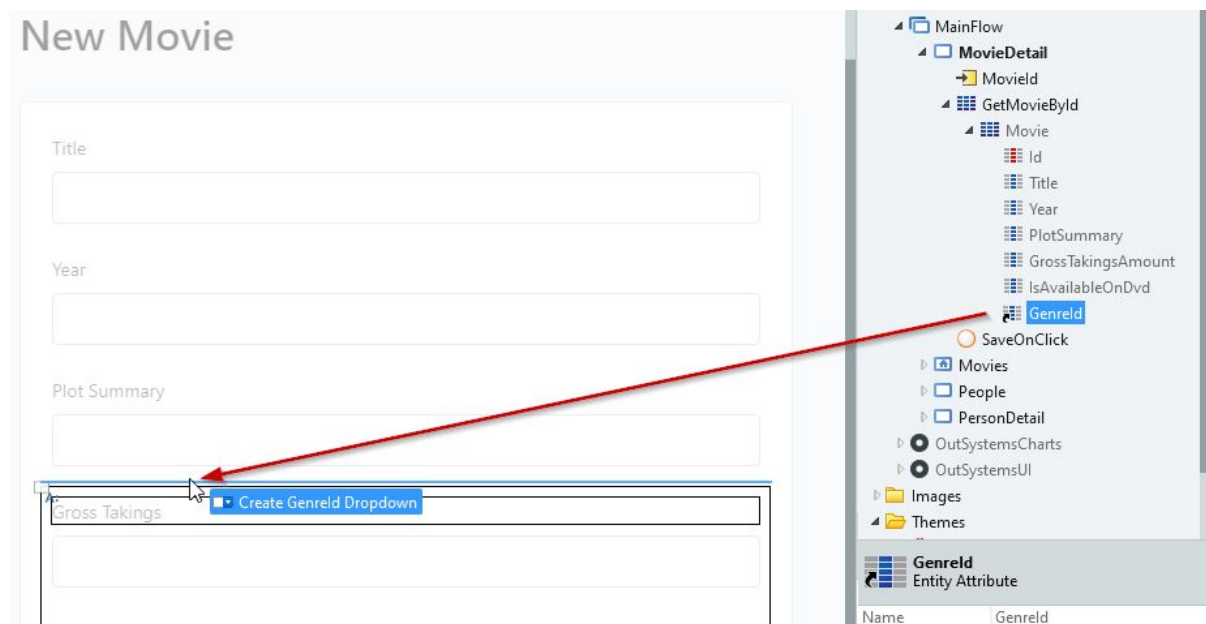 New Movie
Title
Year
Plot Summary
Create GenreId Dropdown
Gross Takings
MainFlow
MovieDetail
MovieId
GetMovieById
Movie
Id
Title
Year
PlotSummary
GrossTakingsAmount
IsAvailableOnDvd
GenreId
SaveOnClick
Movies
People
PersonDetail
OutSystemsCharts
OutSystemsUI
Images
Themes
GenreId
Entity Attribute
Name GenreId